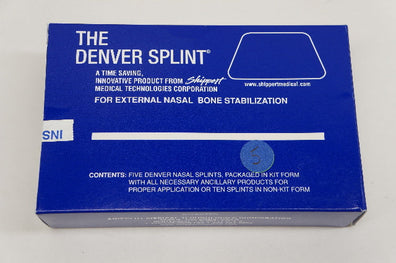 THE
DENVER SPLINT®
A TIME SAVING,
INNOVATIVE PRODUCT FROM Shippert
MEDICAL TECHNOLOGIES CORPORATION
www.shippertmedical.com
FOR EXTERNAL NASAL BONE STABILIZATION
SNI
CONTENTS: FIVE DENVER NASAL SPLINTS, PACKAGED IN KIT FORM
WITH ALL NECESSARY ANCILLARY PRODUCTS FOR
PROPER APPLICATION OR TEN SPLINTS IN NON-KIT FORM